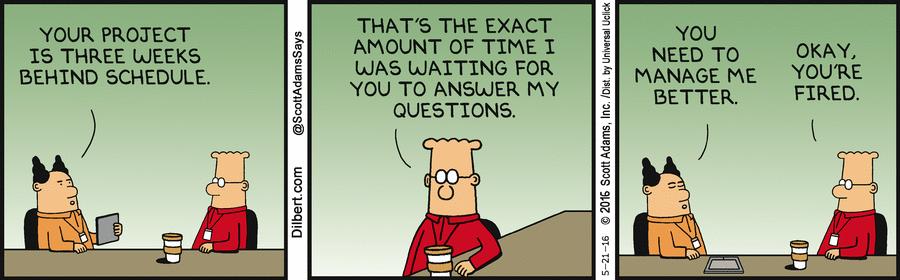 YOUR PROJECT
IS THREE WEEKS
BEHIND SCHEDULE.
Dilbert.com @ScottAdamsSays
THAT'S THE EXACT
AMOUNT OF TIME I
WAS WAITING FOR
YOU TO ANSWER MY
QUESTIONS.
5-21-16 © 2016 Scott Adams, Inc. /Dist. by Universal Uclick
YOU
NEED TO
MANAGE ME
BETTER.
OKAY,
YOU'RE
FIRED.